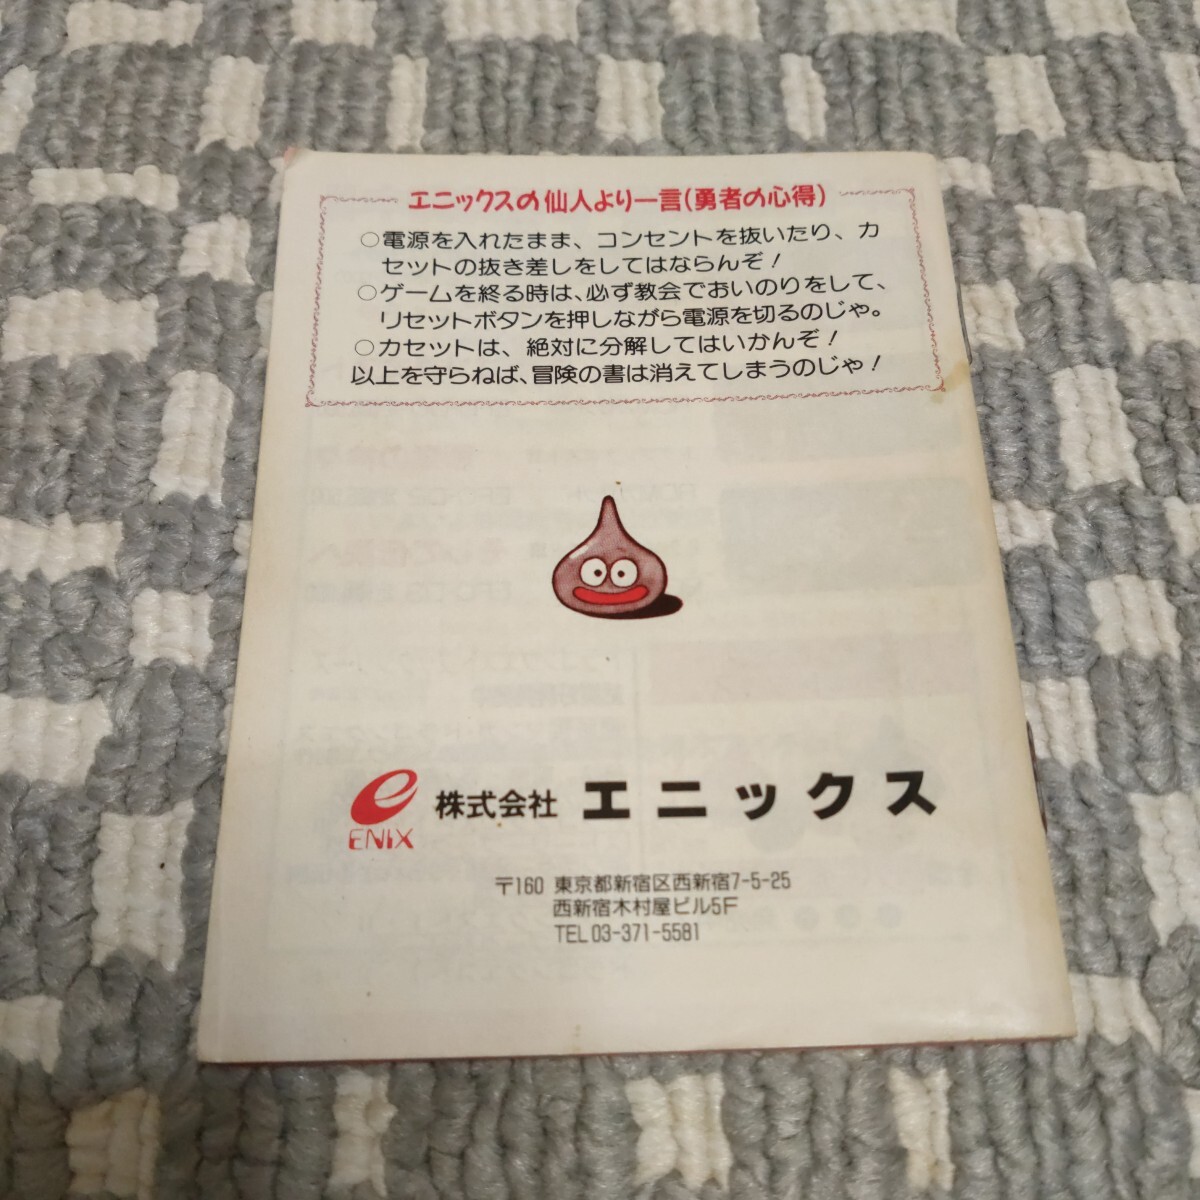 エニックスの仙人より一言(勇者の心得)
○電源を入れたまま、コンセントを抜いたり、カ
セットの抜き差しをしてはならんぞ!
○ゲームを終る時は、必ず教会でおいのりをして、
リセットボタンを押しながら電源を切るのじゃ。
○カセットは、絶対に分解してはいかんぞ!
以上を守らねば、冒険の書は消えてしまうのじゃ!
e 株式会社 エニックス
ENIX
〒160 東京都新宿区西新宿7-5-25
西新宿木村屋ビル5F
TEL 03-371-5581